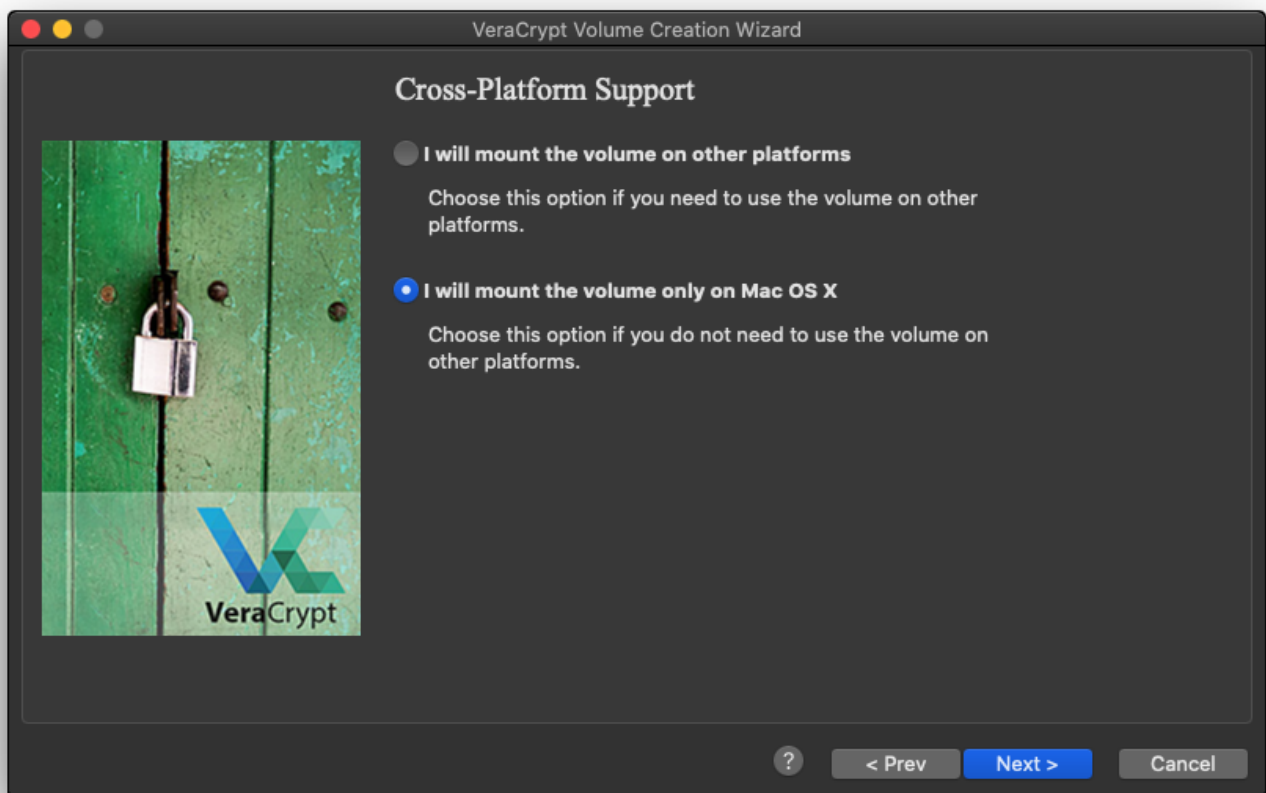 VeraCrypt Volume Creation Wizard
Cross-Platform Support
I will mount the volume on other platforms
Choose this option if you need to use the volume on other
platforms.
I will mount the volume only on Mac OS X
Choose this option if you do not need to use the volume on
other platforms.
VeraCrypt
? < Prev Next > Cancel